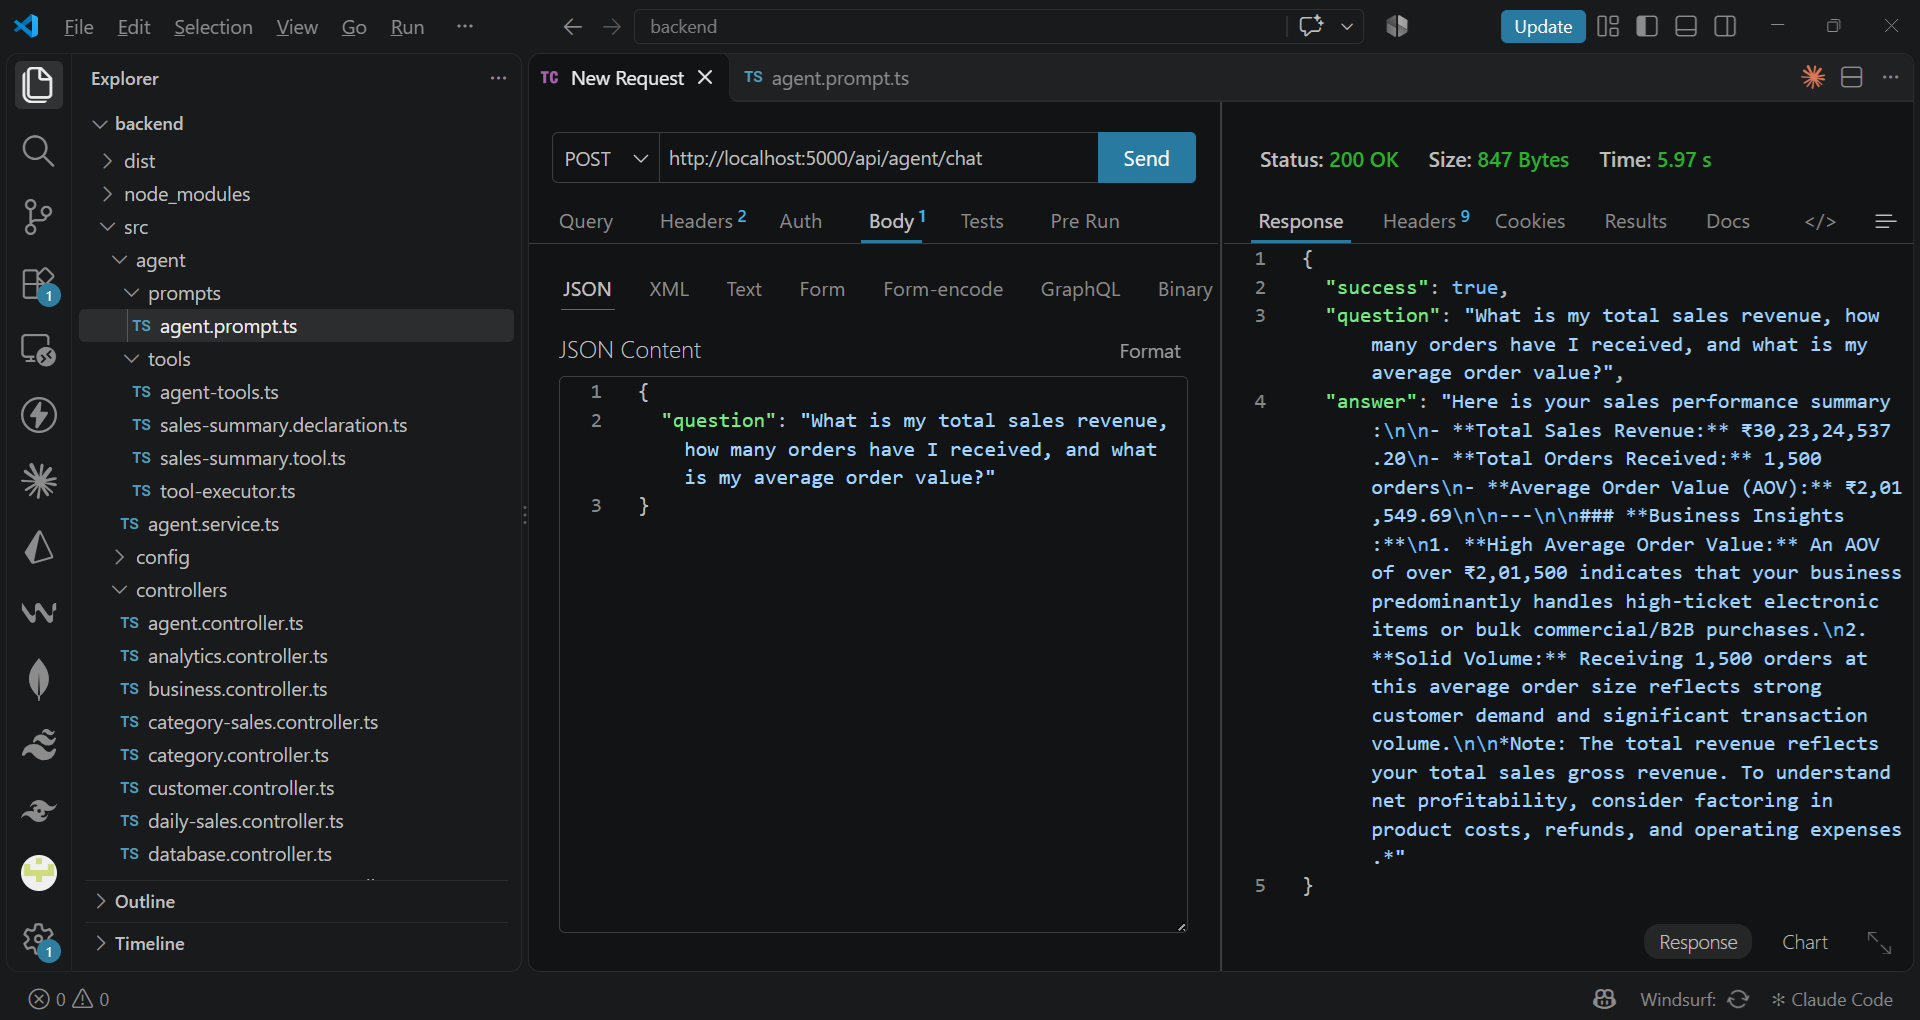 File Edit Selection View Go Run ··· backend Update
Explorer ···
backend
dist
node_modules
src
agent
prompts
TS agent.prompt.ts
tools
TS agent-tools.ts
TS sales-summary.declaration.ts
TS sales-summary.tool.ts
TS tool-executor.ts
TS agent.service.ts
config
controllers
TS agent.controller.ts
TS analytics.controller.ts
TS business.controller.ts
TS category-sales.controller.ts
TS category.controller.ts
TS customer.controller.ts
TS daily-sales.controller.ts
TS database.controller.ts
Outline
Timeline
1
1
TC New Request TS agent.prompt.ts
POST http://localhost:5000/api/agent/chat Send
Query Headers 2 Auth Body 1 Tests Pre Run
JSON XML Text Form Form-encode GraphQL Binary
JSON Content Format
1 {
2 "question": "What is my total sales revenue,
how many orders have I received, and what
is my average order value?"
3 }
Status: 200 OK Size: 847 Bytes Time: 5.97 s
Response Headers 9 Cookies Results Docs </>
1 {
2 "success": true,
3 "question": "What is my total sales revenue, how
many orders have I received, and what is my
average order value?",
4 "answer": "Here is your sales performance summary
:\n\n- **Total Sales Revenue:** ₹30,23,24,537
.20\n- **Total Orders Received:** 1,500
orders\n- **Average Order Value (AOV):** ₹2,01
,549.69\n\n---\n\n### **Business Insights
:**\n1. **High Average Order Value:** An AOV
of over ₹2,01,500 indicates that your business
predominantly handles high-ticket electronic
items or bulk commercial/B2B purchases.\n2.
**Solid Volume:** Receiving 1,500 orders at
this average order size reflects strong
customer demand and significant transaction
volume.\n\n*Note: The total revenue reflects
your total sales gross revenue. To understand
net profitability, consider factoring in
product costs, refunds, and operating expenses
.*"
5 }
Response Chart
0 0 Windsurf: Claude Code